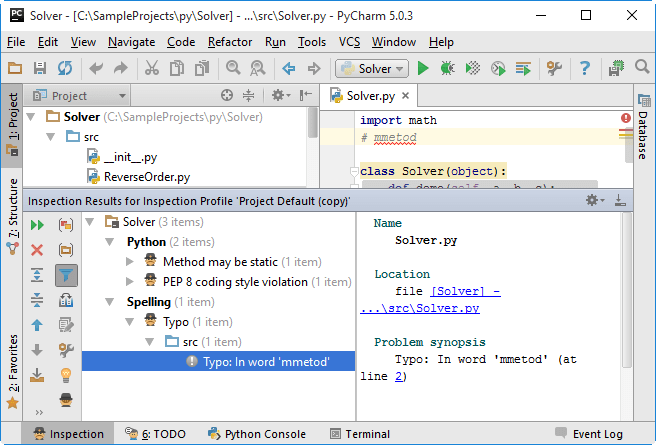 Solver - [C:\SampleProjects\py\Solver] - ...\src\Solver.py - PyCharm 5.0.3
File Edit View Navigate Code Refactor Run Tools VCS Window Help
Solver
1: Project
7: Structure
2: Favorites
Project
Solver (C:\SampleProjects\py\Solver)
src
__init__.py
ReverseOrder.py
Solver.py
import math
# mmetod
class Solver(object):
def demo(self, a, b, c):
Database
Inspection Results for Inspection Profile 'Project Default (copy)'
Solver (3 items)
Python (2 items)
Method may be static (1 item)
PEP 8 coding style violation (1 item)
Spelling (1 item)
Typo (1 item)
src (1 item)
Typo: In word 'mmetod'
Name
Solver.py
Location
file [Solver] -
...\src\Solver.py
Problem synopsis
Typo: In word 'mmetod' (at
line 2)
Inspection 6: TODO Python Console Terminal Event Log